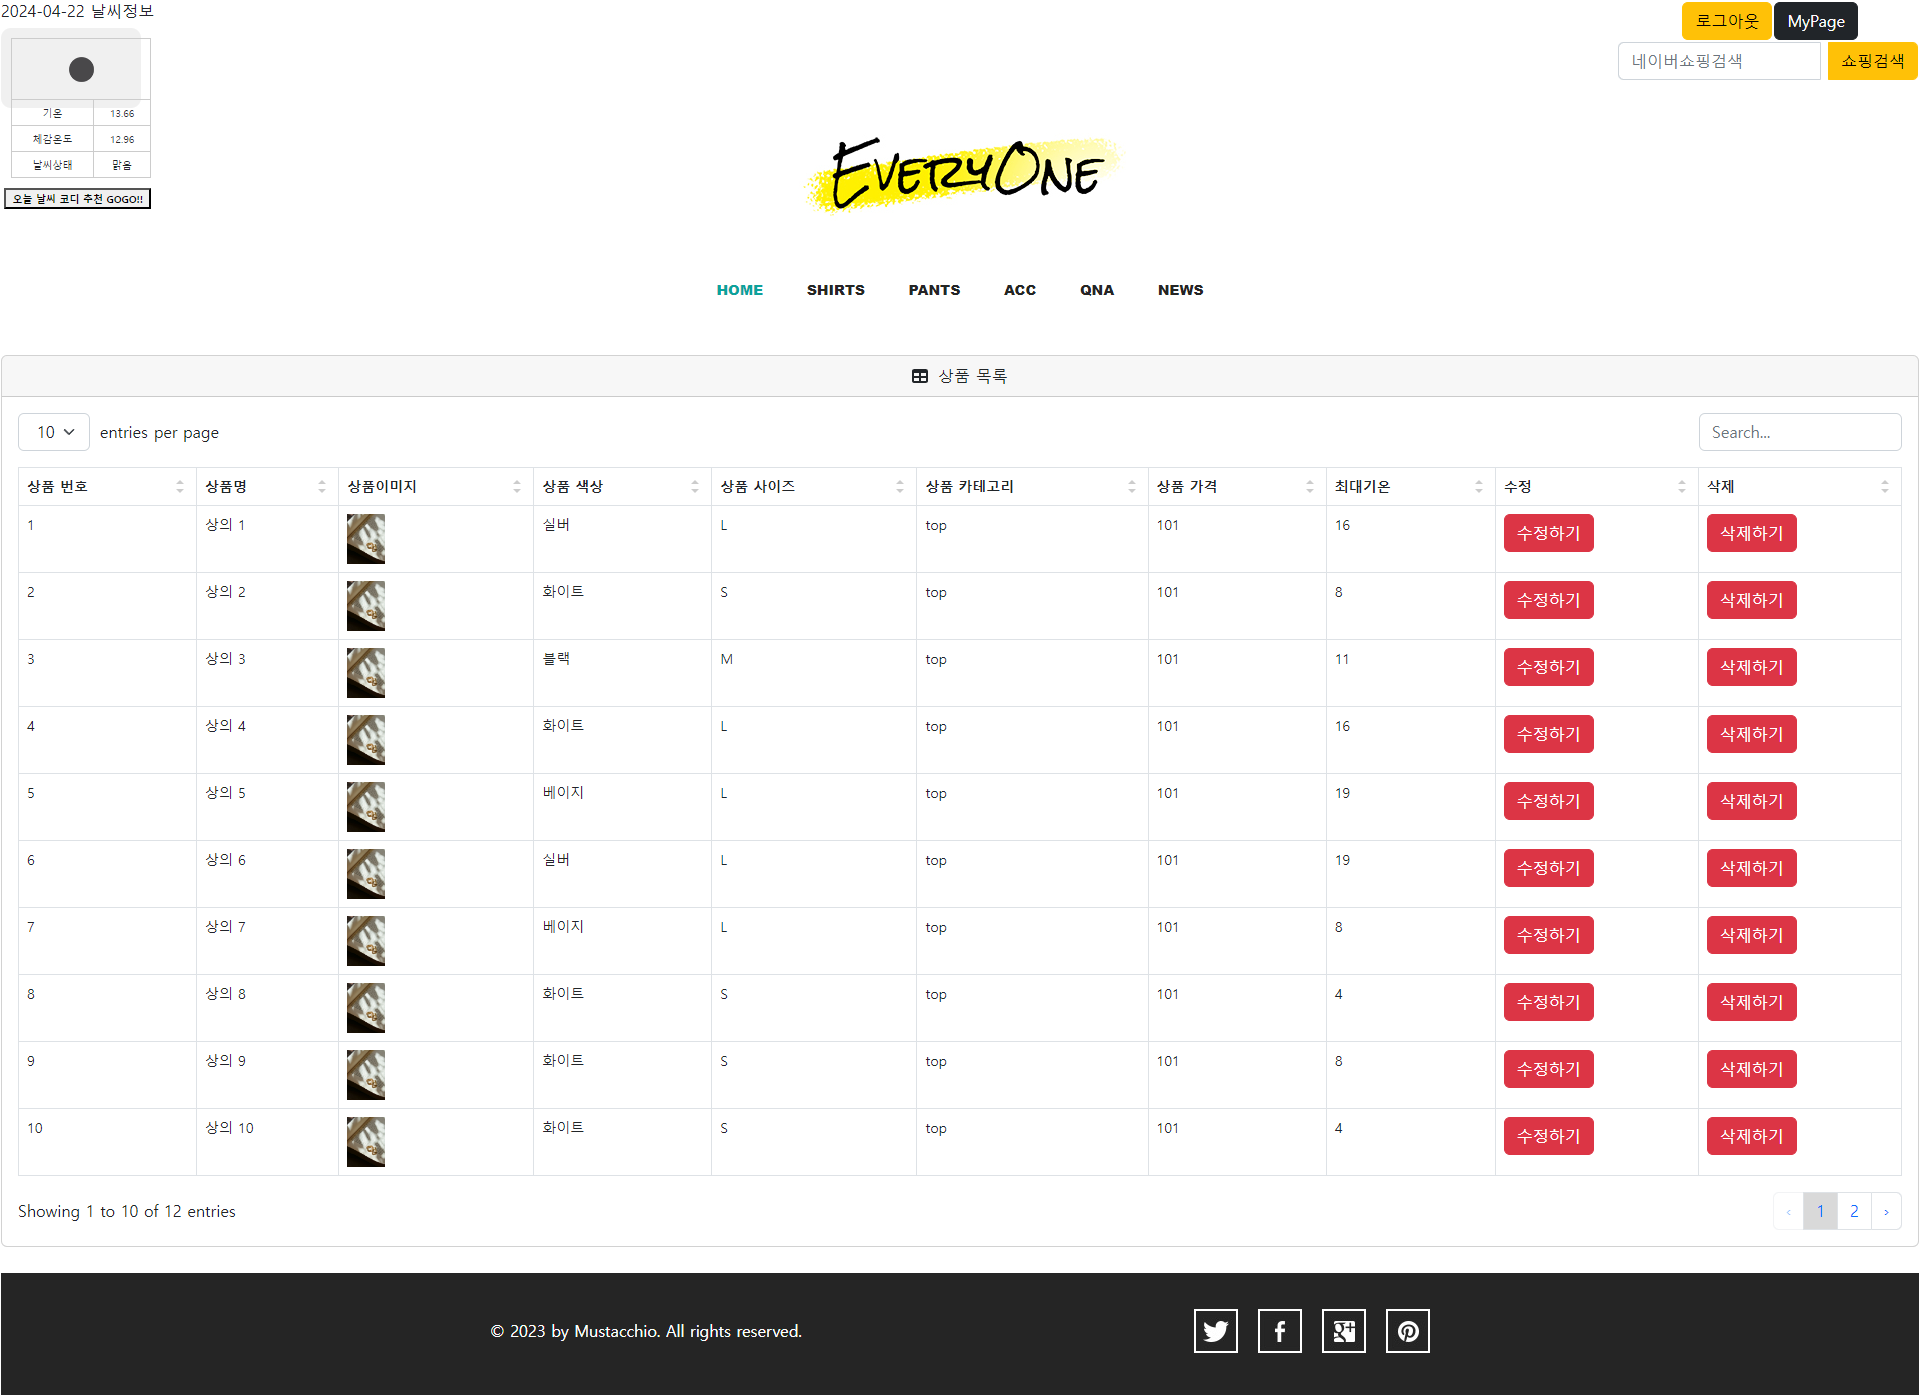 2024-04-22 날씨정보
로그아웃 MyPage
네이버쇼핑검색 쇼핑검색
기온 13.66
체감온도 12.96
날씨상태 맑음
오늘 날씨 코디 추천 GOGO!!
EVERYONE
HOME SHIRTS PANTS ACC QNA NEWS
상품 목록
10 entries per page Search...
상품 번호 상품명 상품이미지 상품 색상 상품 사이즈 상품 카테고리 상품 가격 최대기온 수정 삭제
1 상의 1 실버 L top 101 16 수정하기 삭제하기
2 상의 2 화이트 S top 101 8 수정하기 삭제하기
3 상의 3 블랙 M top 101 11 수정하기 삭제하기
4 상의 4 화이트 L top 101 16 수정하기 삭제하기
5 상의 5 베이지 L top 101 19 수정하기 삭제하기
6 상의 6 실버 L top 101 19 수정하기 삭제하기
7 상의 7 베이지 L top 101 8 수정하기 삭제하기
8 상의 8 화이트 S top 101 4 수정하기 삭제하기
9 상의 9 화이트 S top 101 8 수정하기 삭제하기
10 상의 10 화이트 S top 101 4 수정하기 삭제하기
Showing 1 to 10 of 12 entries ‹ 1 2 ›
© 2023 by Mustacchio. All rights reserved.